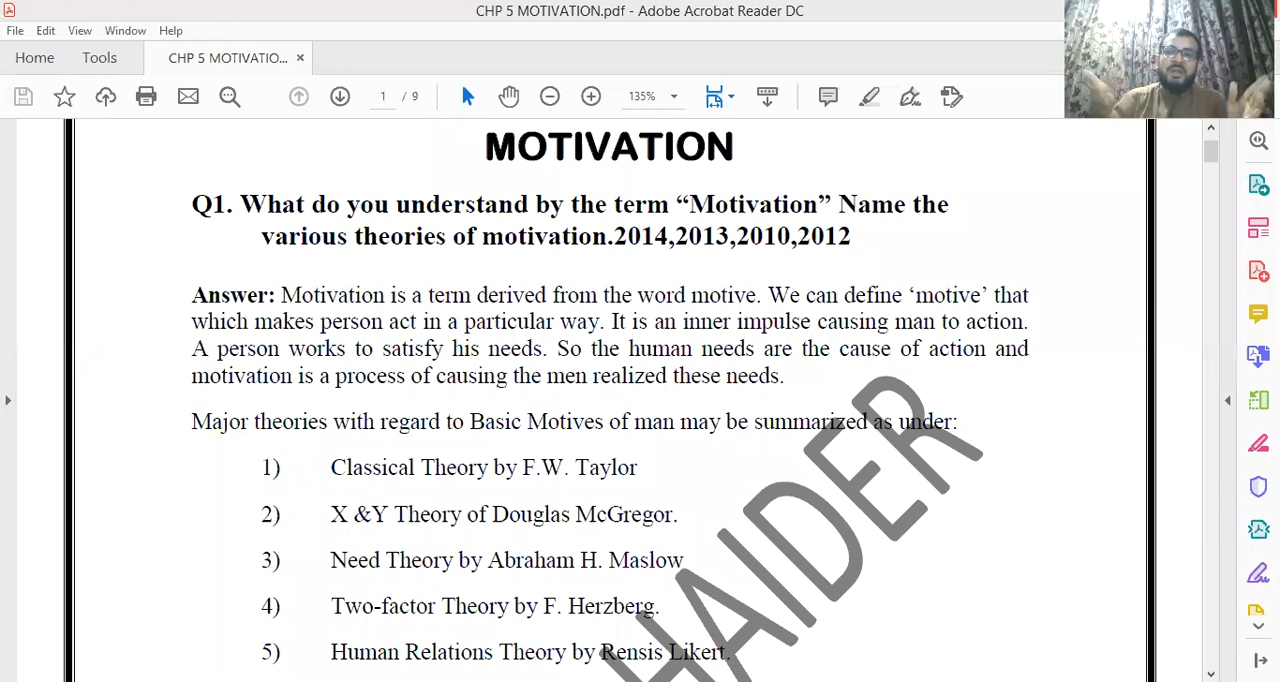 CHP 5 MOTIVATION.pdf - Adobe Acrobat Reader DC
File Edit View Window Help
Home Tools CHP 5 MOTIVATIO... ×
1 / 9 135%
MOTIVATION
Q1. What do you understand by the term “Motivation” Name the
various theories of motivation.2014,2013,2010,2012
Answer: Motivation is a term derived from the word motive. We can define ‘motive’ that
which makes person act in a particular way. It is an inner impulse causing man to action.
A person works to satisfy his needs. So the human needs are the cause of action and
motivation is a process of causing the men realized these needs.
Major theories with regard to Basic Motives of man may be summarized as under:
1) Classical Theory by F.W. Taylor
2) X &Y Theory of Douglas McGregor.
3) Need Theory by Abraham H. Maslow
4) Two-factor Theory by F. Herzberg.
5) Human Relations Theory by Rensis Likert.
HAIDER